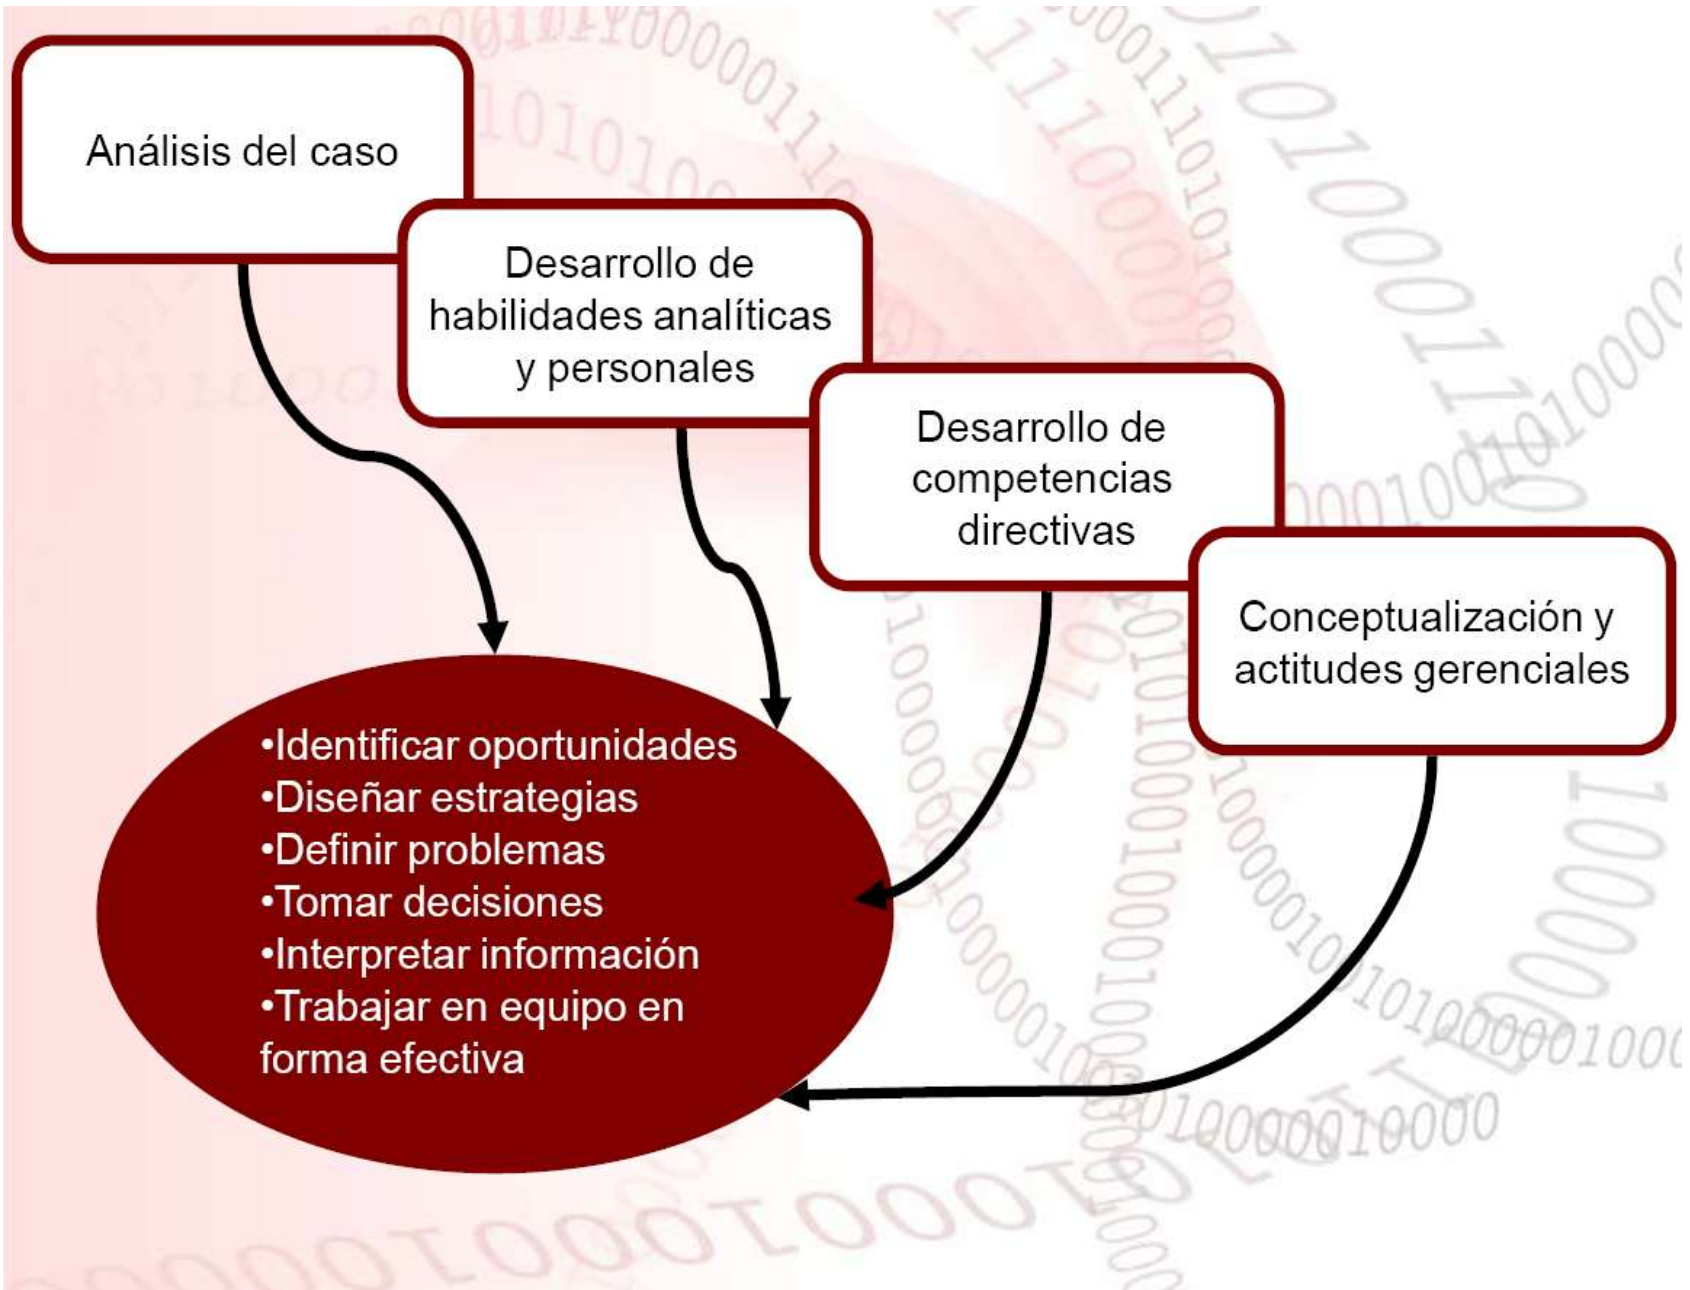 Análisis del caso
Desarrollo de
habilidades analíticas
y personales
Desarrollo de
competencias
directivas
Conceptualización y
actitudes gerenciales
•Identificar oportunidades
•Diseñar estrategias
•Definir problemas
•Tomar decisiones
•Interpretar información
•Trabajar en equipo en
forma efectiva